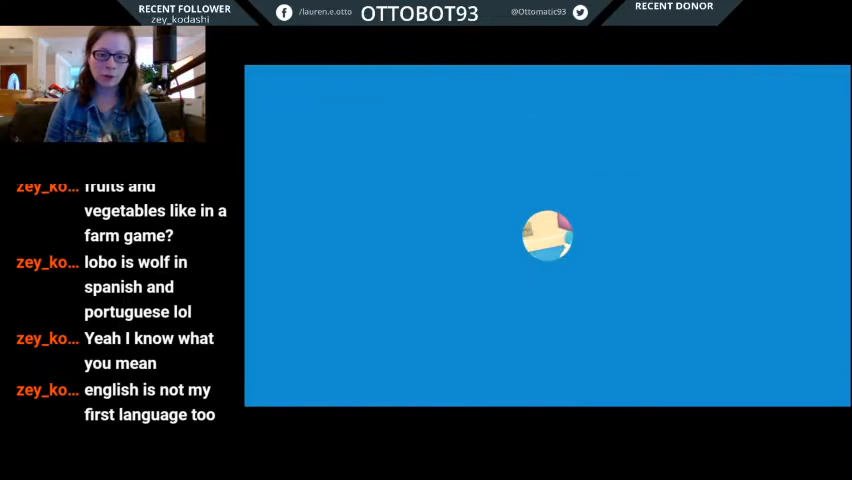 RECENT FOLLOWER
zey_kodashi
/lauren.e.otto
OTTOBOT93
@Ottomatic93
RECENT DONOR
zey_ko... fruits and
vegetables like in a
farm game?
zey_ko... lobo is wolf in
spanish and
portuguese lol
zey_ko... Yeah I know what
you mean
zey_ko... english is not my
first language too